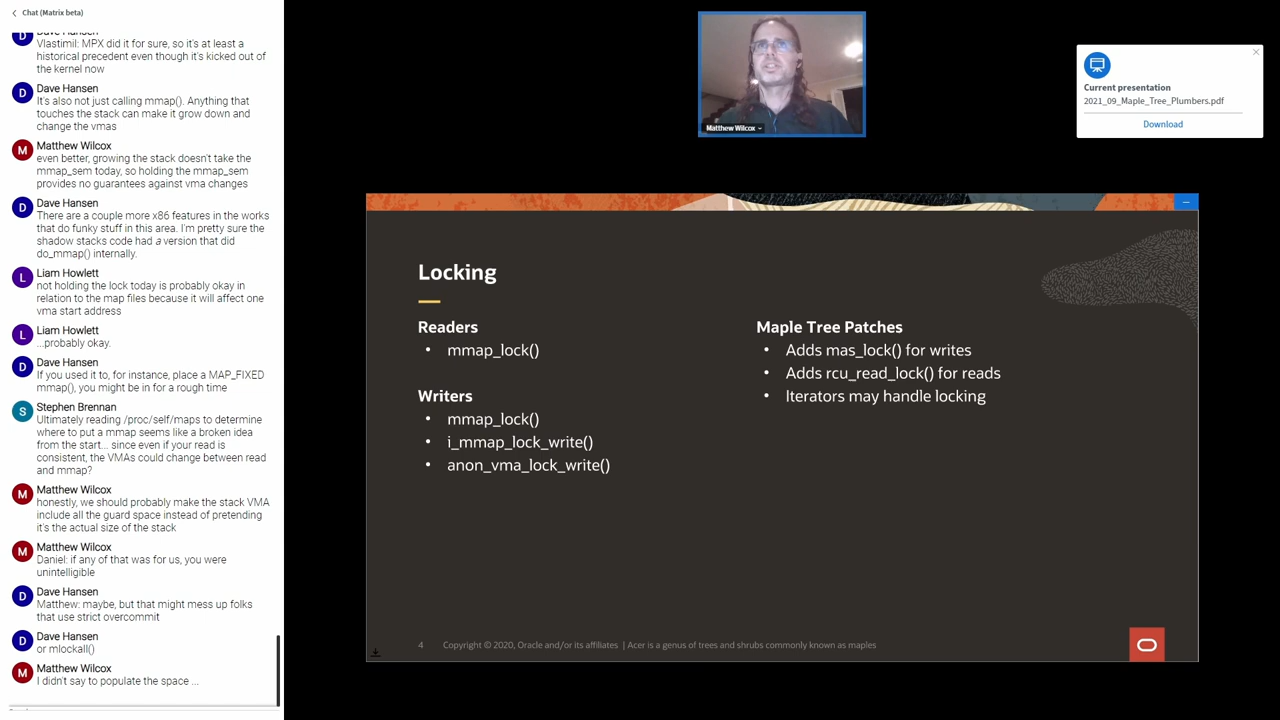 Chat (Matrix beta)
Dave Hansen
Vlastimil: MPX did it for sure, so it's at least a
historical precedent even though it's kicked out of
the kernel now
Dave Hansen
It's also not just calling mmap(). Anything that
touches the stack can make it grow down and
change the vmas
Matthew Wilcox
even better, growing the stack doesn't take the
mmap_sem today, so holding the mmap_sem
provides no guarantees against vma changes
Dave Hansen
There are a couple more x86 features in the works
that do funky stuff in this area. I'm pretty sure the
shadow stacks code had a version that did
do_mmap() internally.
Liam Howlett
not holding the lock today is probably okay in
relation to the map files because it will affect one
vma start address
Liam Howlett
...probably okay.
Dave Hansen
If you used it to, for instance, place a MAP_FIXED
mmap(), you might be in for a rough time
Stephen Brennan
Ultimately reading /proc/self/maps to determine
where to put a mmap seems like a broken idea
from the start... since even if your read is
consistent, the VMAs could change between read
and mmap?
Matthew Wilcox
honestly, we should probably make the stack VMA
include all the guard space instead of pretending
it's the actual size of the stack
Matthew Wilcox
Daniel: if any of that was for us, you were
unintelligible
Dave Hansen
Matthew: maybe, but that might mess up folks
that use strict overcommit
Dave Hansen
or mlockall()
Matthew Wilcox
I didn't say to populate the space ...
D
D
M
D
L
L
D
S
M
M
D
D
M
Matthew Wilcox
Current presentation
2021_09_Maple_Tree_Plumbers.pdf
Download
Locking
Readers
• mmap_lock()
Writers
• mmap_lock()
• i_mmap_lock_write()
• anon_vma_lock_write()
Maple Tree Patches
• Adds mas_lock() for writes
• Adds rcu_read_lock() for reads
• Iterators may handle locking
4 Copyright © 2020, Oracle and/or its affiliates | Acer is a genus of trees and shrubs commonly known as maples